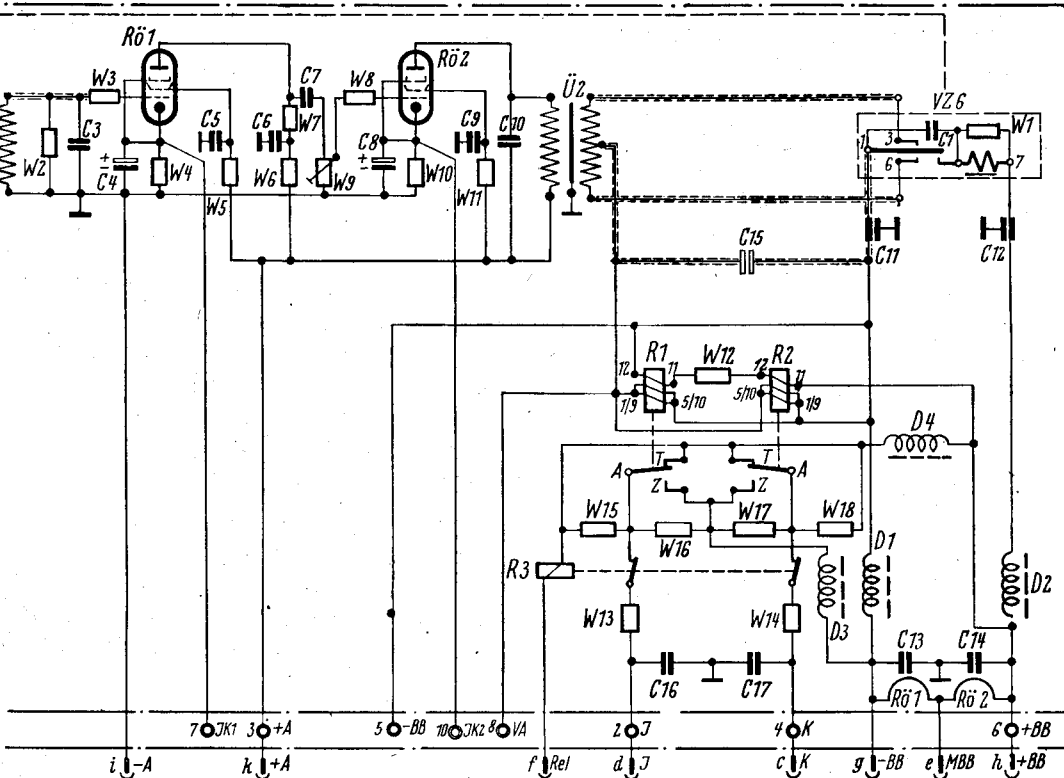 Rö1
Rö2
Ü2
VZ6
W3
C7
W8
W1
C5
C6
W7
C9
C10
3
C1
1
W2
C3
C8
6
7
±
C4
W4
W6
W9
±
W10
W5
W11
C15
C11
C12
R1
W12
R2
12
11
12
11
1/9
5/10
5/10
1/9
D4
A
T
T
A
Z
Z
W15
W17
W18
W16
D1
R3
D2
W13
W14
D3
C13
C14
C16
C17
Rö1
Rö2
7 JK1
3 +A
5 -BB
10 JK2
8 VA
2 J
4 K
6 +BB
i -A
k +A
f Rel
d J
c K
g -BB
e MBB
h +BB